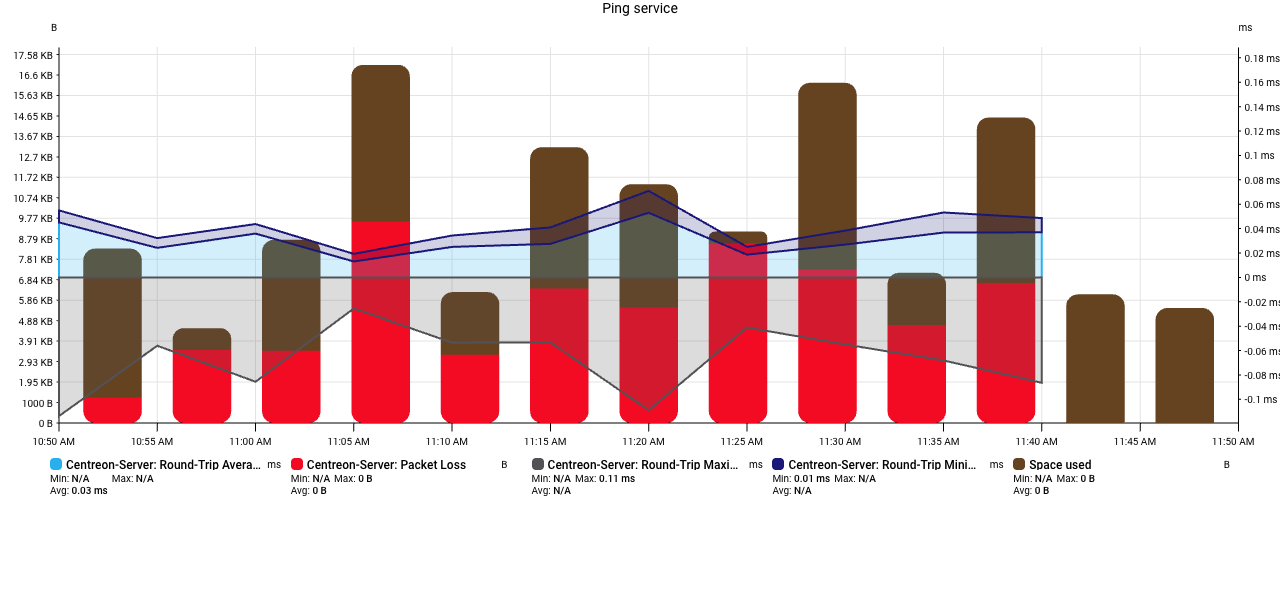 Ping service
B ms
17.58 KB
16.6 KB
15.63 KB
14.65 KB
13.67 KB
12.7 KB
11.72 KB
10.74 KB
9.77 KB
8.79 KB
7.81 KB
6.84 KB
5.86 KB
4.88 KB
3.91 KB
2.93 KB
1.95 KB
1000 B
0 B
0.18 ms
0.16 ms
0.14 ms
0.12 ms
0.1 ms
0.08 ms
0.06 ms
0.04 ms
0.02 ms
0 ms
-0.02 ms
-0.04 ms
-0.06 ms
-0.08 ms
-0.1 ms
10:50 AM 10:55 AM 11:00 AM 11:05 AM 11:10 AM 11:15 AM 11:20 AM 11:25 AM 11:30 AM 11:35 AM 11:40 AM 11:45 AM 11:50 AM
Centreon-Server: Round-Trip Avera... ms
Min: N/A Max: N/A
Avg: 0.03 ms
Centreon-Server: Packet Loss B
Min: N/A Max: 0 B
Avg: 0 B
Centreon-Server: Round-Trip Maxi... ms
Min: N/A Max: 0.11 ms
Avg: N/A
Centreon-Server: Round-Trip Mini... ms
Min: 0.01 ms Max: N/A
Avg: N/A
Space used B
Min: N/A Max: 0 B
Avg: 0 B